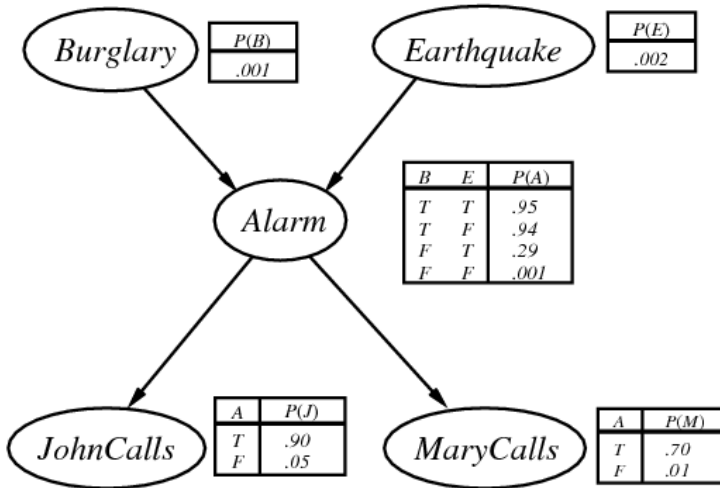 Burglary
P(B)
.001
Earthquake
P(E)
.002
B E P(A)
T T .95
T F .94
F T .29
F F .001
Alarm
JohnCalls
A P(J)
T .90
F .05
MaryCalls
A P(M)
T .70
F .01